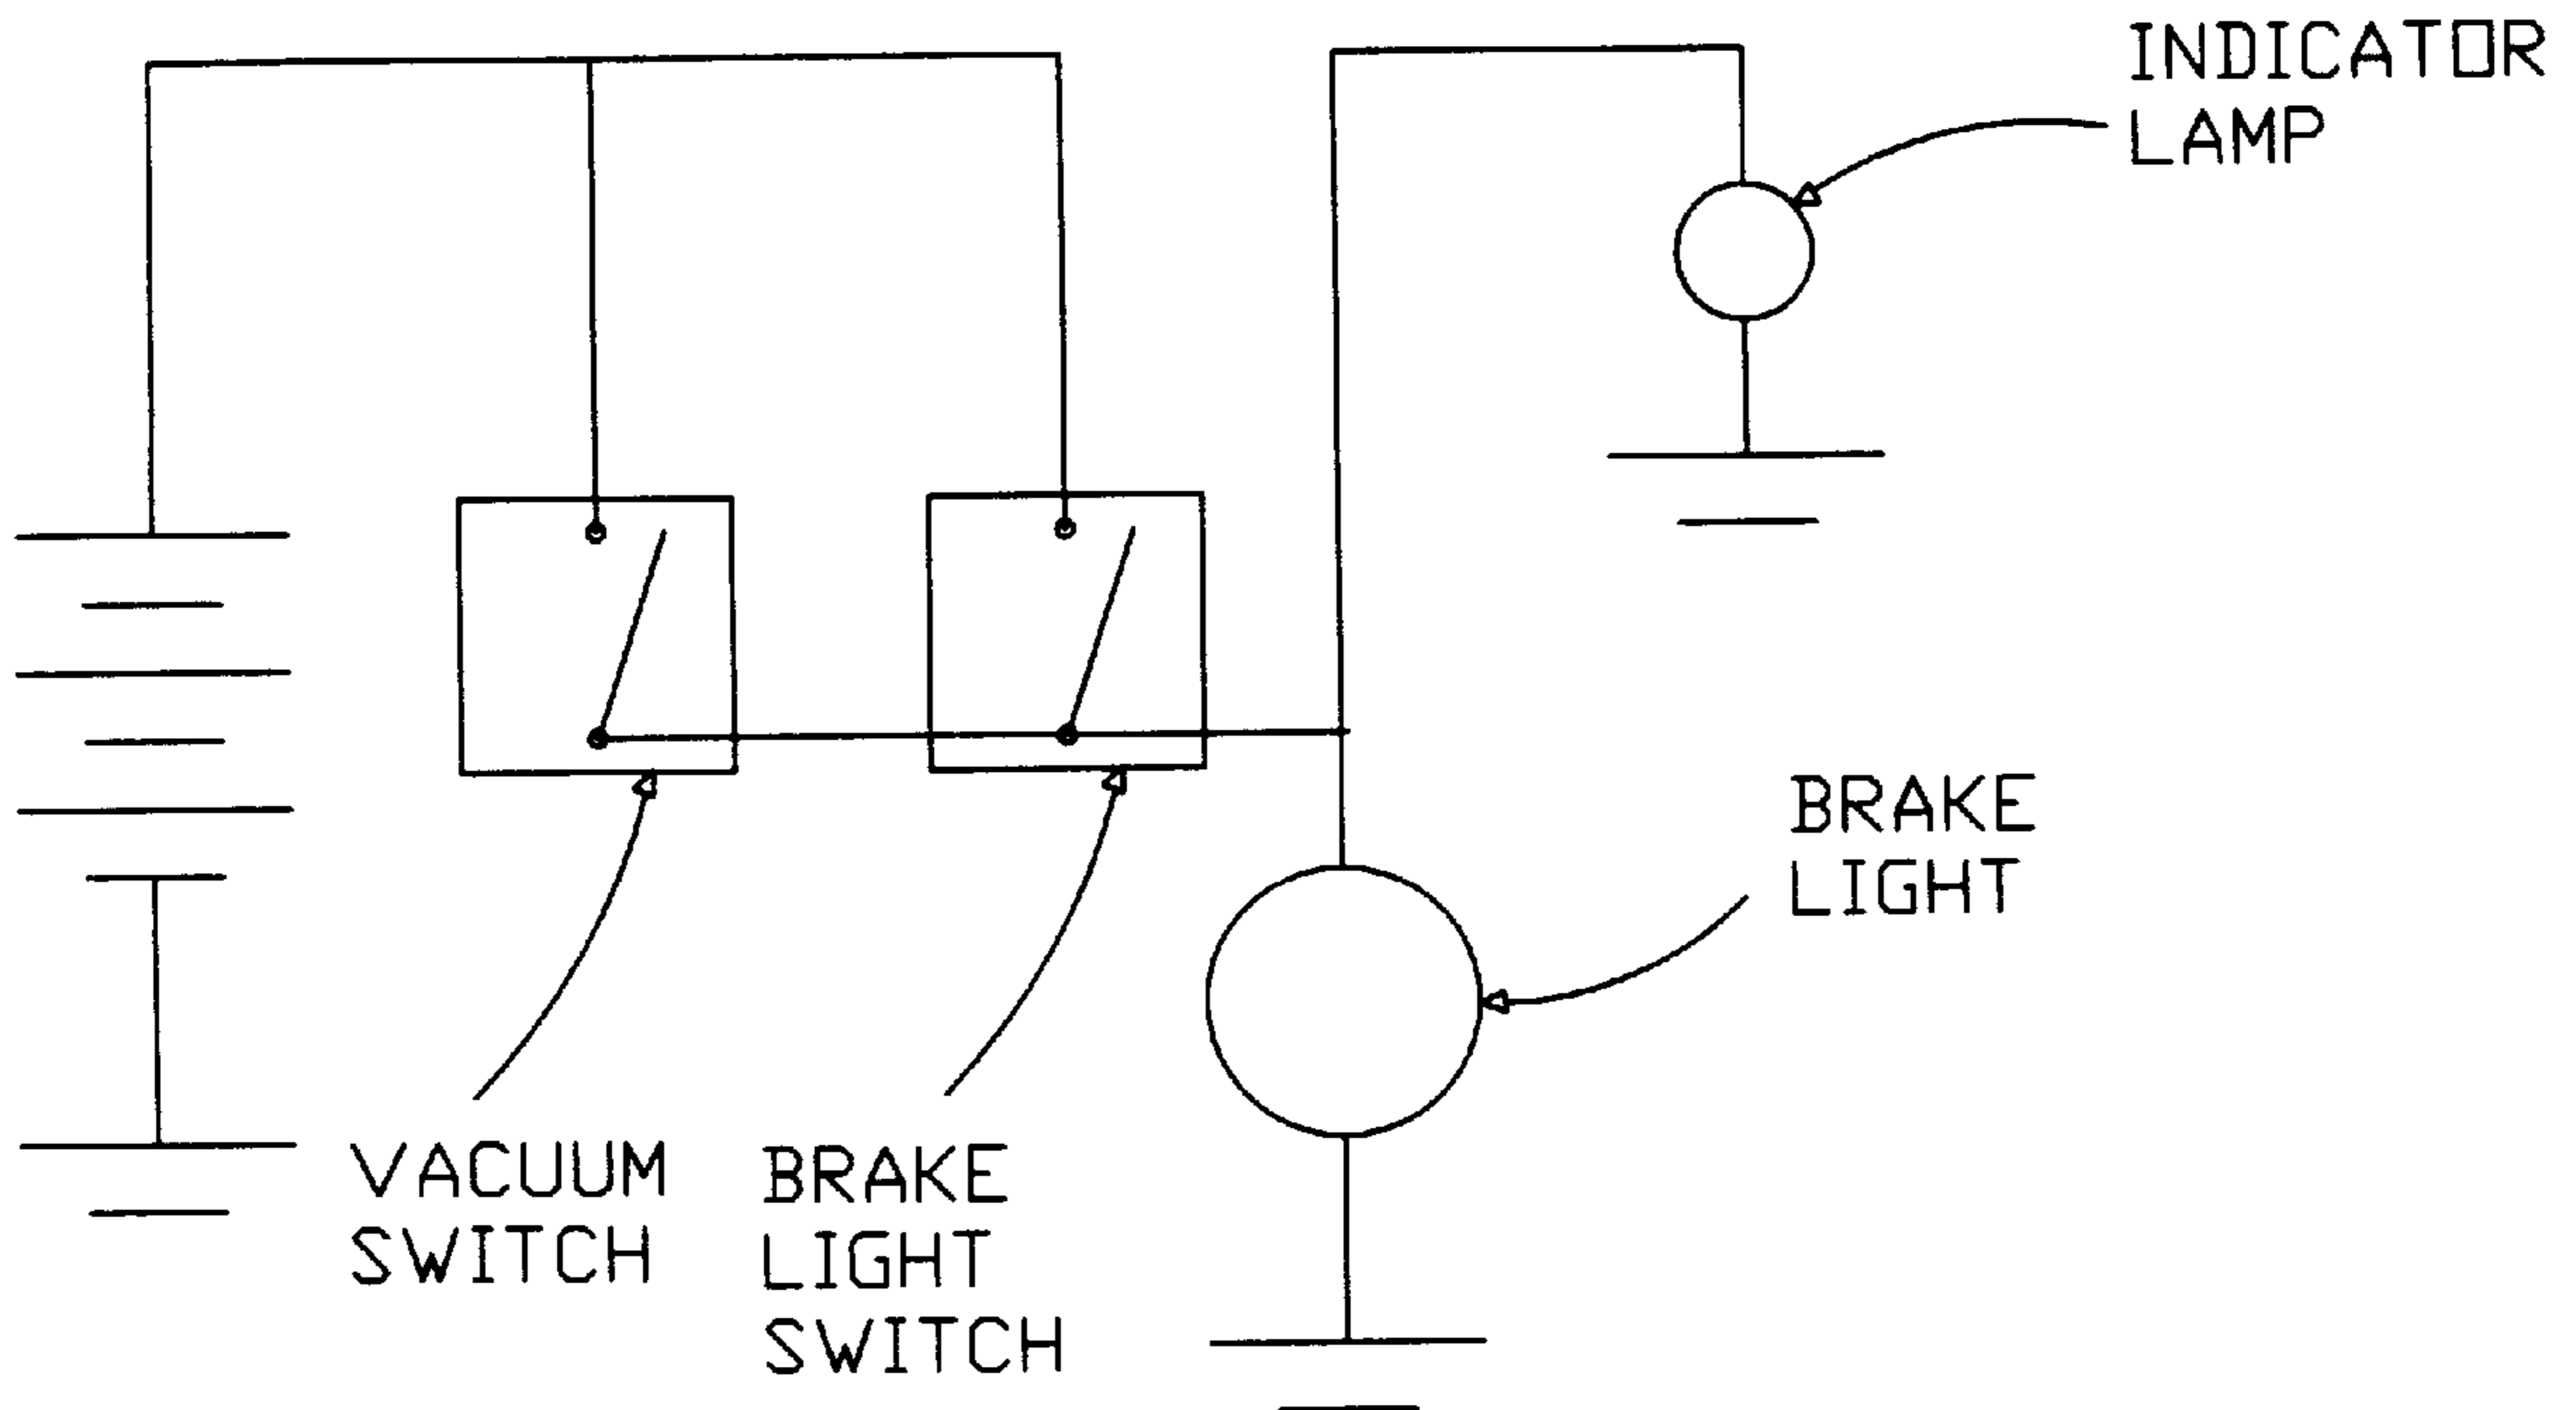 INDICATOR
LAMP
BRAKE
LIGHT
VACUUM
SWITCH
BRAKE
LIGHT
SWITCH